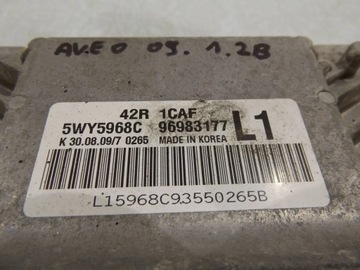 AVEO 09. 1.2B
42R 1CAF
5WY5968C 96983177 L1
K 30.08.09/7 0265 MADE IN KOREA
L15968C93550265B